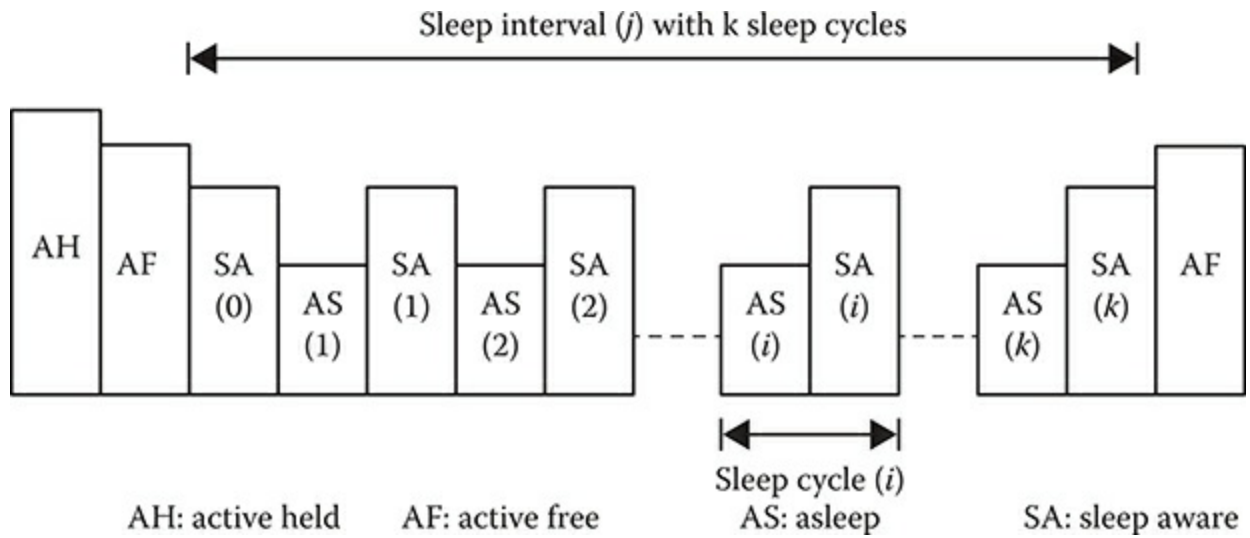 Sleep interval (j) with k sleep cycles
AH
AF
SA
(0)
AS
(1)
SA
(1)
AS
(2)
SA
(2)
AS
(i)
SA
(i)
AS
(k)
SA
(k)
AF
Sleep cycle (i)
AH: active held AF: active free AS: asleep SA: sleep aware